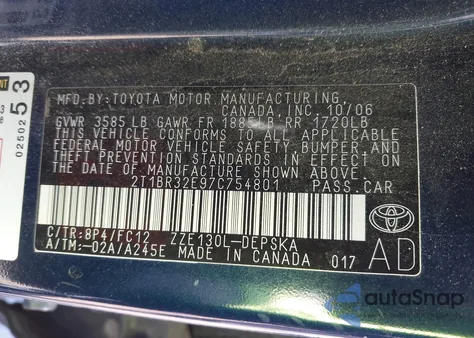 MFD. BY: TOYOTA MOTOR MANUFACTURING
CANADA, INC. 10/06
GVWR 3585 LB GAWR FR 1885LB RR 1720LB
THIS VEHICLE CONFORMS TO ALL APPLICABLE
FEDERAL MOTOR VEHICLE SAFETY, BUMPER, AND
THEFT PREVENTION STANDARDS IN EFFECT ON
THE DATE OF MANUFACTURE SHOWN ABOVE.
2T1BR32E97C754801 PASS.CAR
C/TR:8P4/FC12 ZZE130L-DEPSKA
A/TM:-02A/A245E MADE IN CANADA 017
TOYOTA
AD
0250253
autoSnap